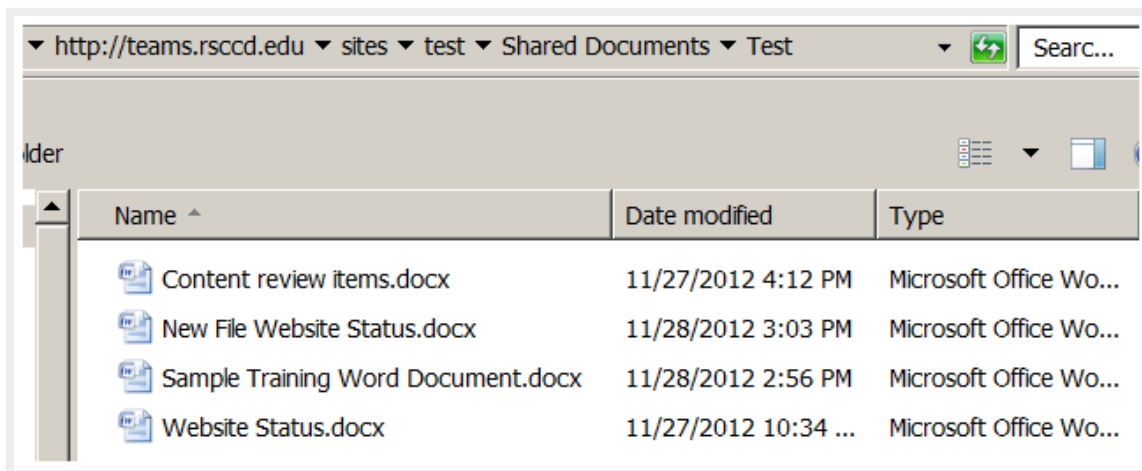 http://teams.rsccd.edu sites test Shared Documents Test Searc...
lder
Name Date modified Type
Content review items.docx 11/27/2012 4:12 PM Microsoft Office Wo...
New File Website Status.docx 11/28/2012 3:03 PM Microsoft Office Wo...
Sample Training Word Document.docx 11/28/2012 2:56 PM Microsoft Office Wo...
Website Status.docx 11/27/2012 10:34 ... Microsoft Office Wo...